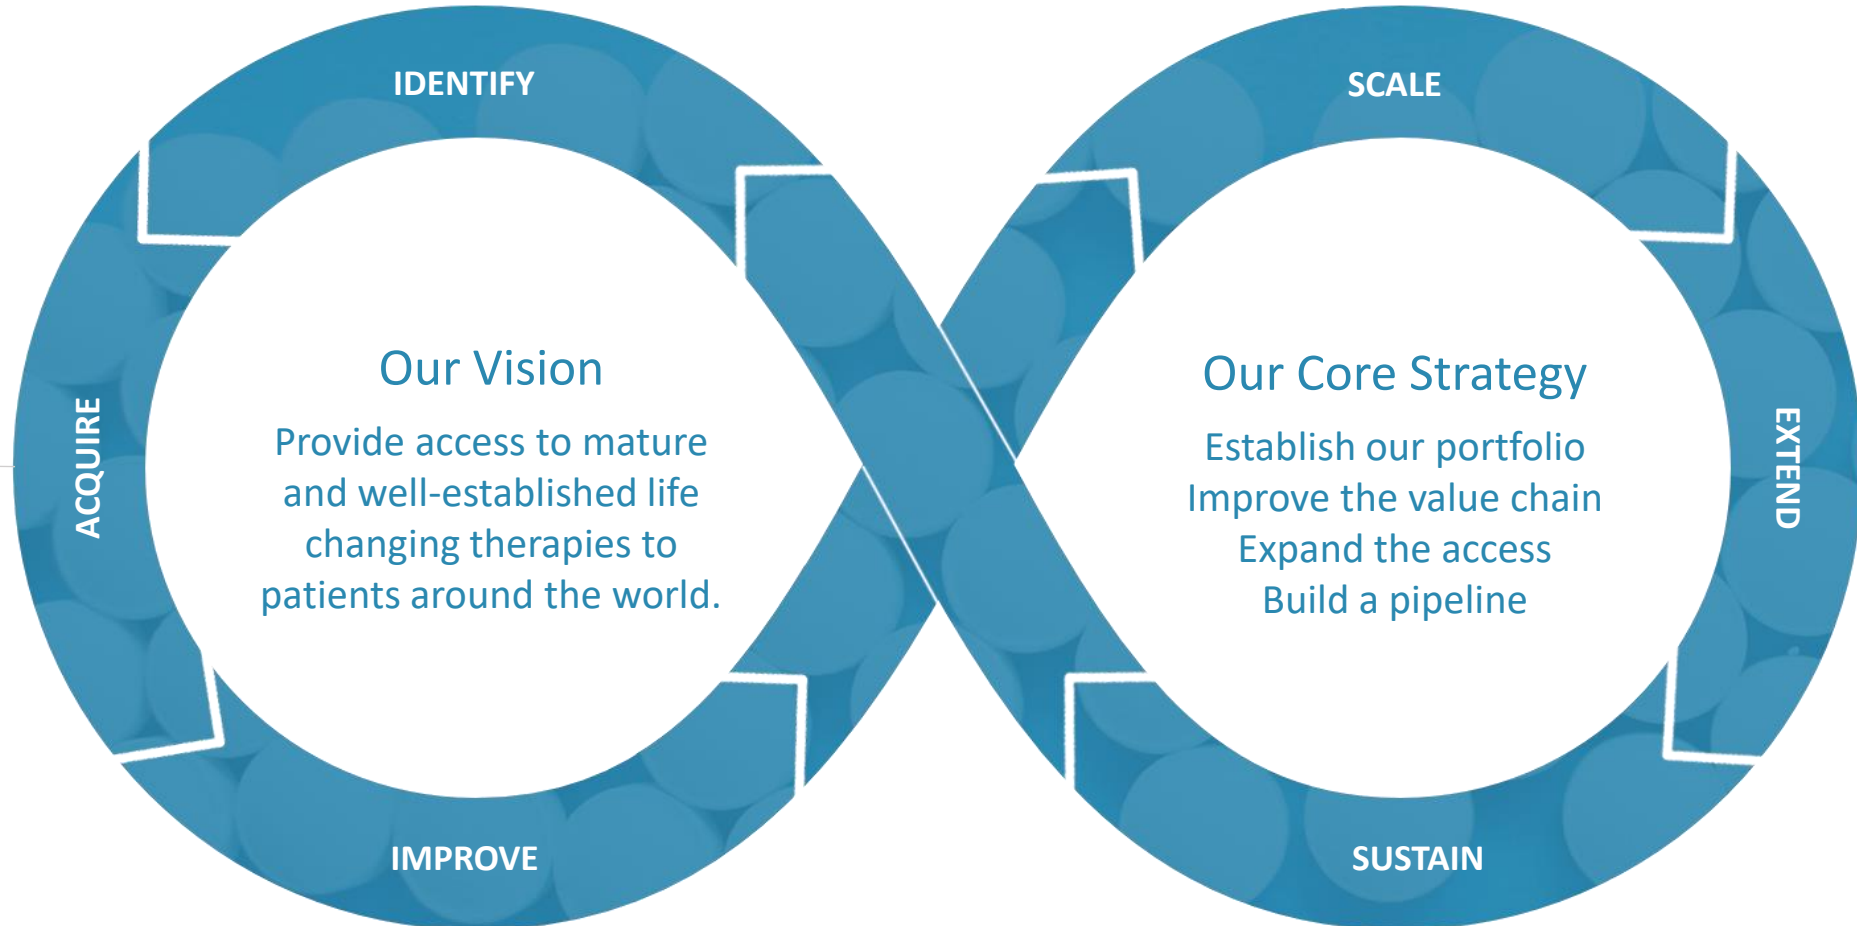 IDENTIFY
SCALE
ACQUIRE
Our Vision
Provide access to mature
and well-established life
changing therapies to
patients around the world.
Our Core Strategy
Establish our portfolio
Improve the value chain
Expand the access
Build a pipeline
EXTEND
IMPROVE
SUSTAIN